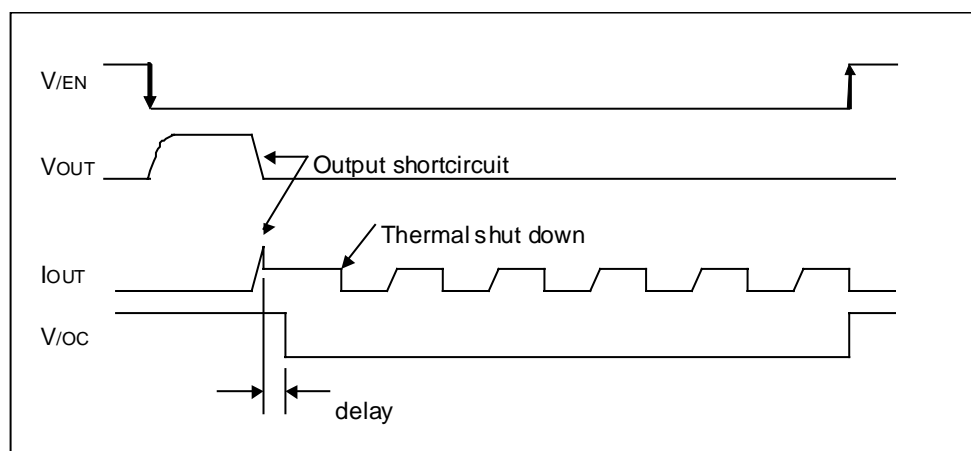 V/EN
VOUT
Output shortcircuit
Thermal shut down
IOUT
V/OC
delay